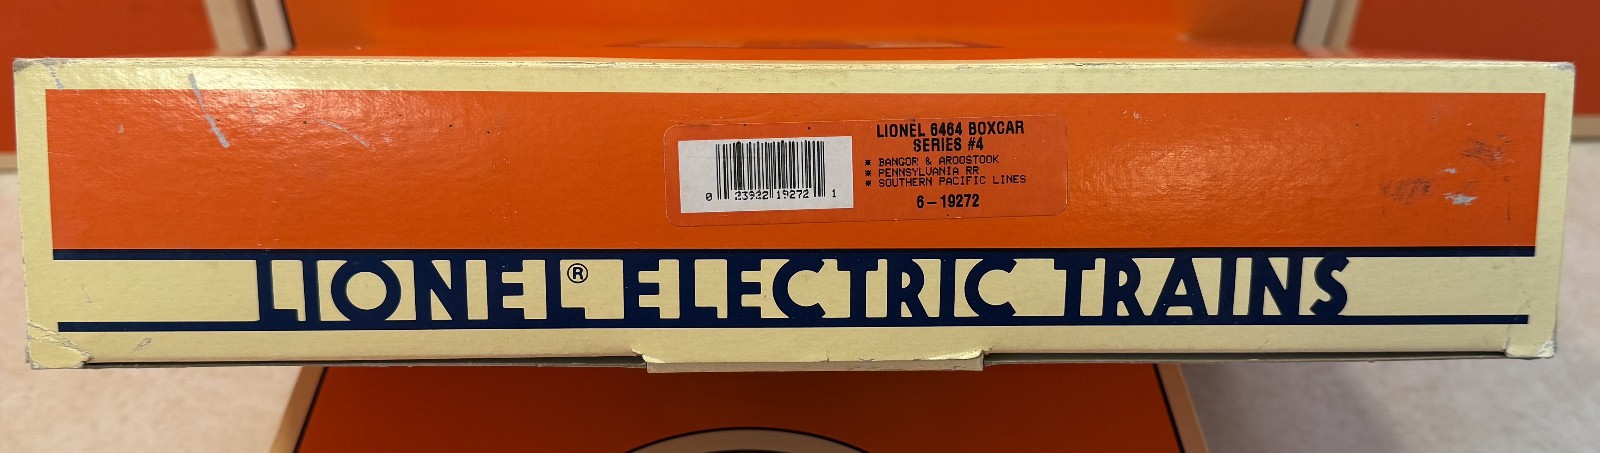 LIONEL 6464 BOXCAR
SERIES #4
* BANGOR & AROOSTOOK
* PENNSYLVANIA RR
* SOUTHERN PACIFIC LINES
6-19272
0 23922 19272 1
LIONEL® ELECTRIC TRAINS